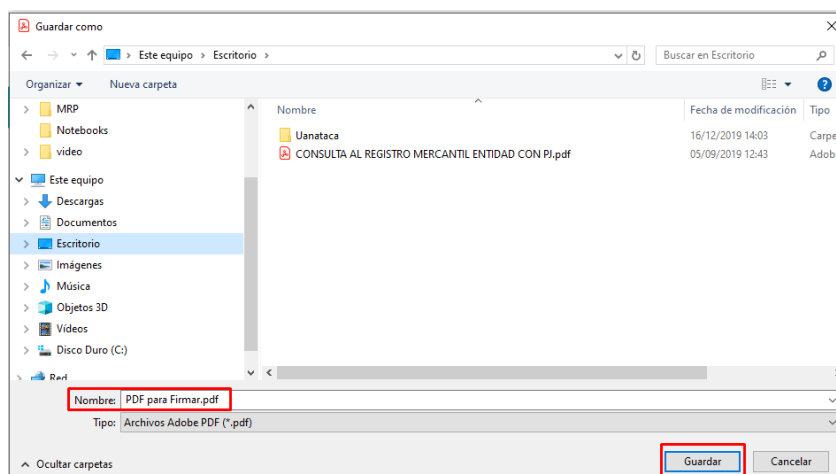 Guardar como
Este equipo > Escritorio >
Buscar en Escritorio
Organizar
Nueva carpeta
?
MRP
Notebooks
video
Este equipo
Descargas
Documentos
Escritorio
Imágenes
Música
Objetos 3D
Vídeos
Disco Duro (C:)
Red
Nombre
Fecha de modificación
Tipo
Uanataca
16/12/2019 14:03
Carpe
CONSULTA AL REGISTRO MERCANTIL ENTIDAD CON PJ.pdf
05/09/2019 12:43
Adob
Nombre: PDF para Firmar.pdf
Tipo: Archivos Adobe PDF (*.pdf)
Ocultar carpetas
Guardar
Cancelar